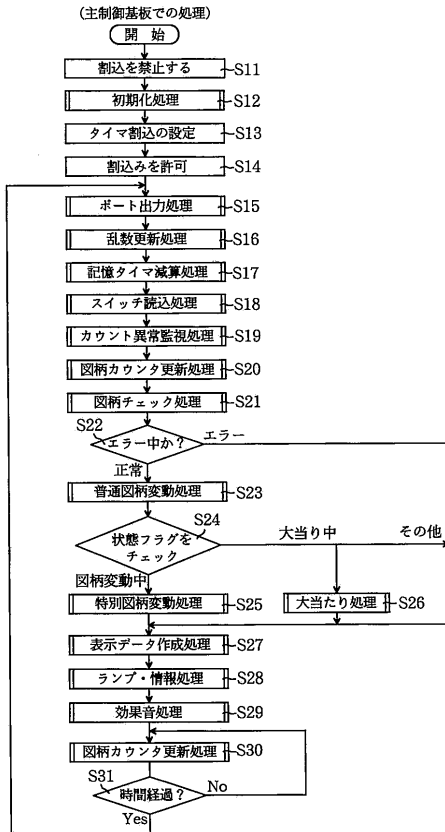 (主制御基板での処理)
開 始
割込を禁止する S11
初期化処理 S12
タイマ割込の設定 S13
割込みを許可 S14
ポート出力処理 S15
乱数更新処理 S16
記憶タイマ減算処理 S17
スイッチ読込処理 S18
カウント異常監視処理 S19
図柄カウンタ更新処理 S20
図柄チェック処理 S21
S22
エラー中か? エラー
正常
普通図柄変動処理 S23
S24
状態フラグを
チェック
大当り中 その他
図柄変動中
特別図柄変動処理 S25 大当たり処理 S26
表示データ作成処理 S27
ランプ・情報処理 S28
効果音処理 S29
図柄カウンタ更新処理 S30
S31
時間経過? No
Yes